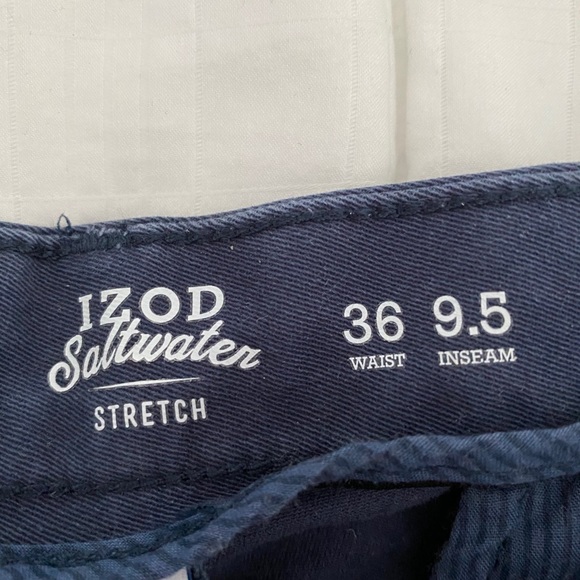 IZOD
Saltwater
STRETCH
36 9.5
WAIST INSEAM